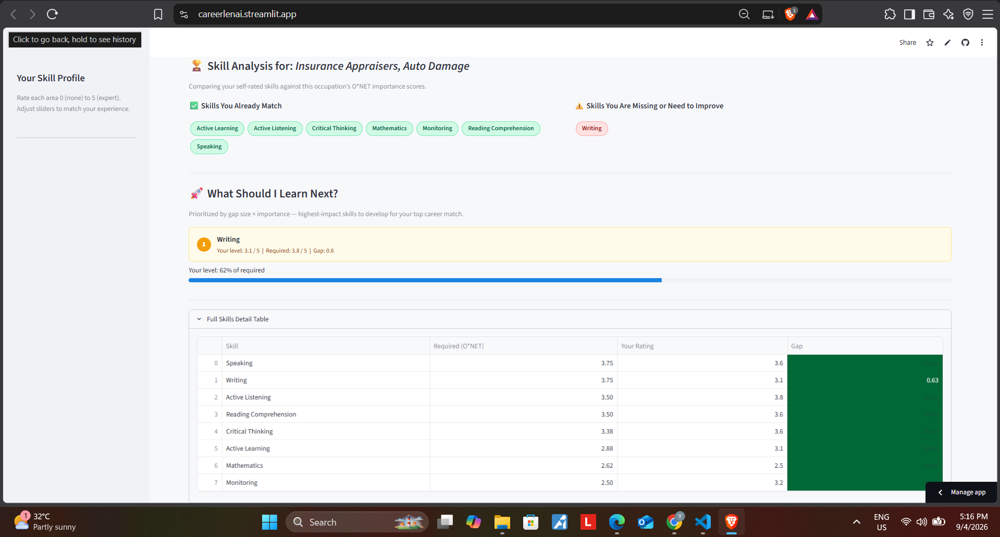 careerlenai.streamlit.app
3
Click to go back, hold to see history
Share
Your Skill Profile
Rate each area 0 (none) to 5 (expert).
Adjust sliders to match your experience.
🏆 Skill Analysis for: Insurance Appraisers, Auto Damage
Comparing your self-rated skills against this occupation's O*NET importance scores.
✅ Skills You Already Match
Active Learning Active Listening Critical Thinking Mathematics Monitoring Reading Comprehension
Speaking
⚠️ Skills You Are Missing or Need to Improve
Writing
🚀 What Should I Learn Next?
Prioritized by gap size × importance — highest-impact skills to develop for your top career match.
1
Writing
Your level: 3.1 / 5 | Required: 3.8 / 5 | Gap: 0.6
Your level: 62% of required
Full Skills Detail Table
Skill Required (O*NET) Your Rating Gap
0 Speaking 3.75 3.6 None
1 Writing 3.75 3.1 0.63
2 Active Listening 3.50 3.8 None
3 Reading Comprehension 3.50 3.6 None
4 Critical Thinking 3.38 3.6 None
5 Active Learning 2.88 3.1 None
6 Mathematics 2.62 2.5 None
7 Monitoring 2.50 3.2
Manage app
1
32°C
Partly sunny
Search
L
Y
ENG
US
5:16 PM
9/4/2026